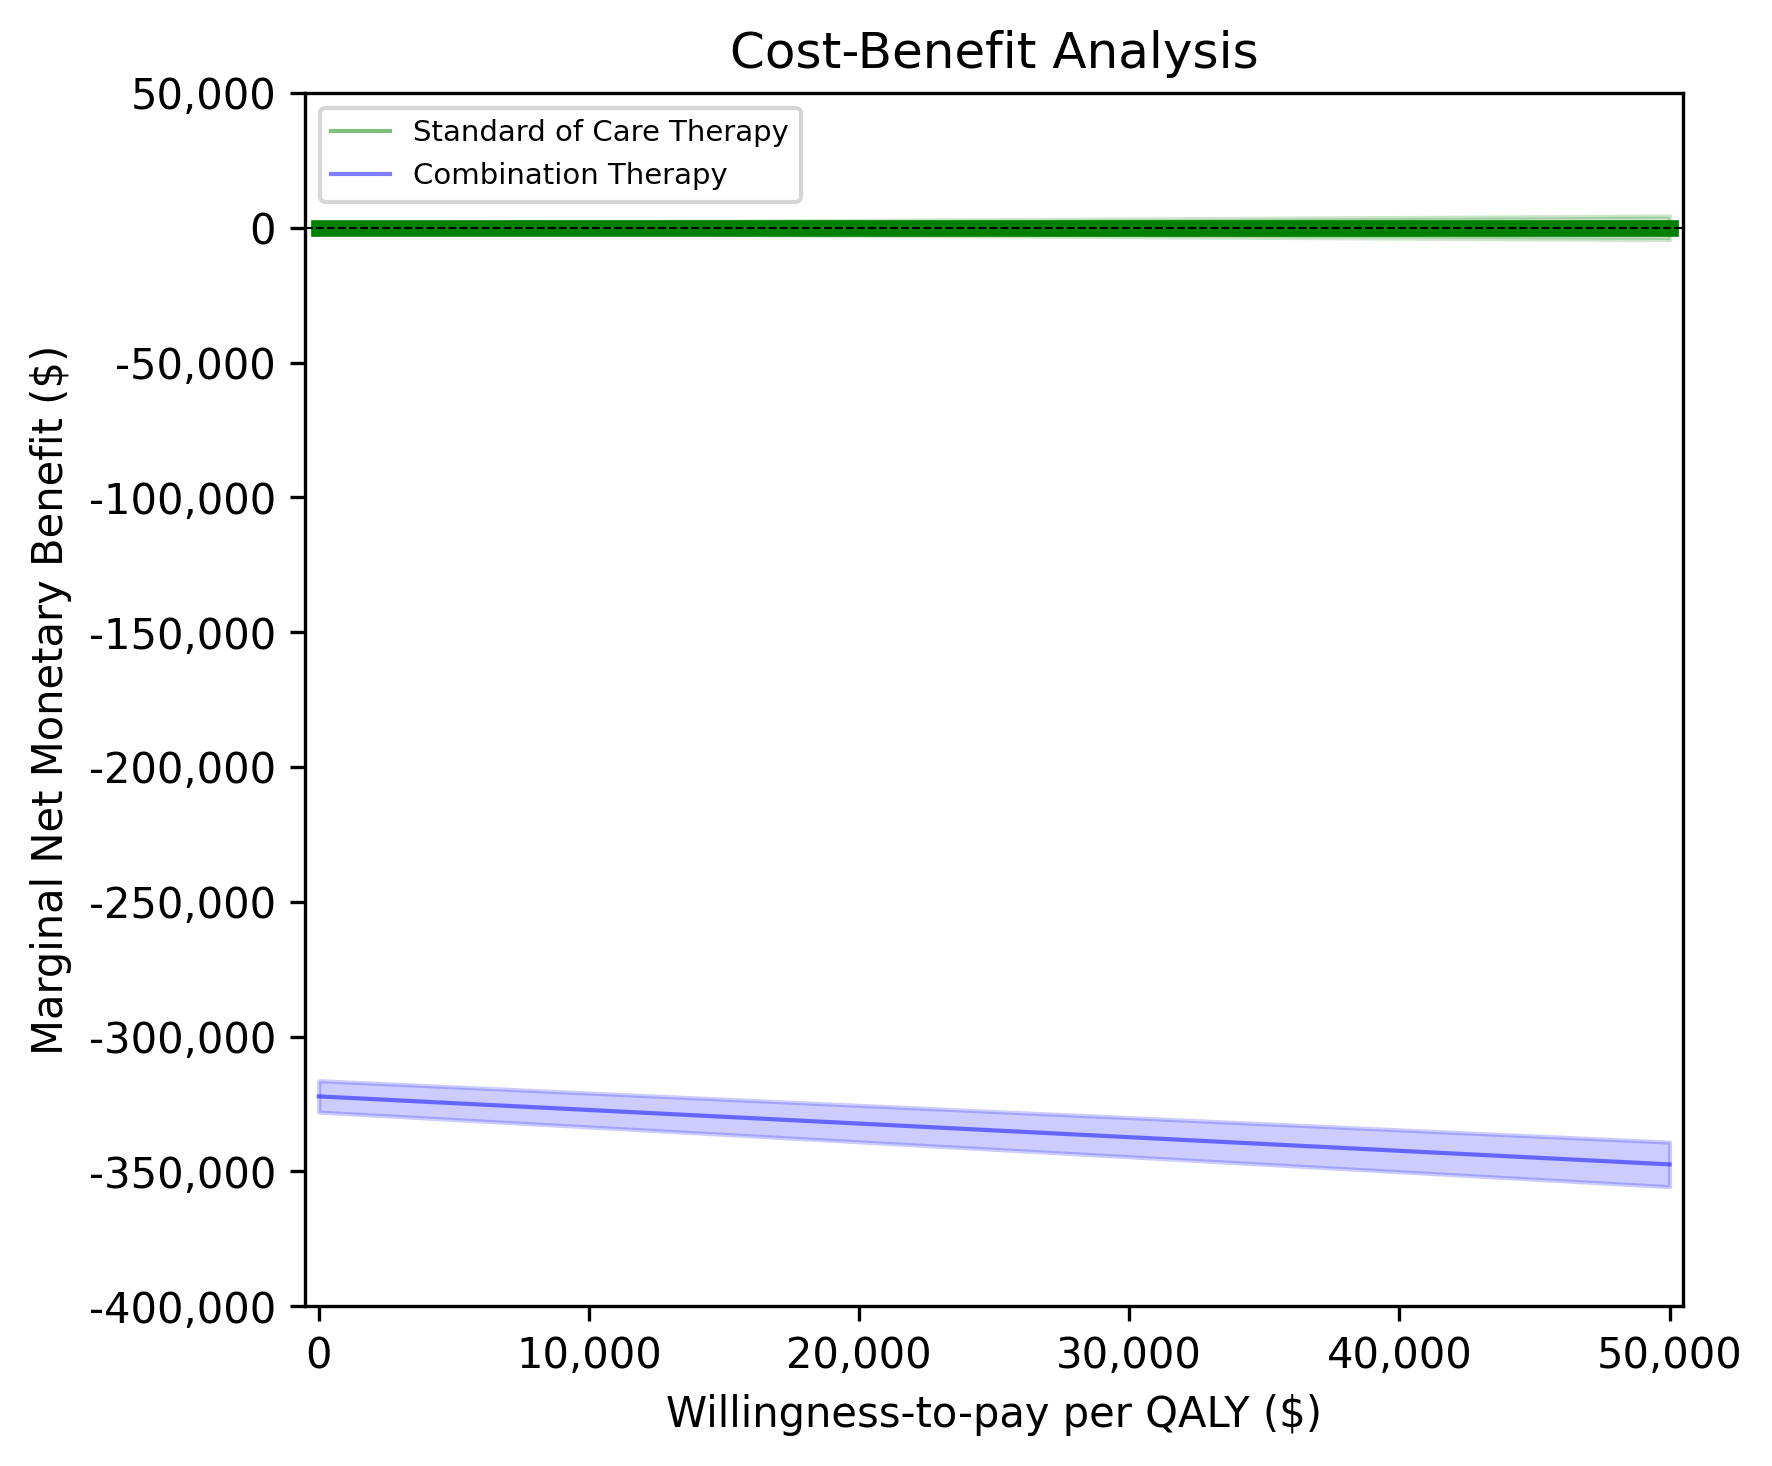 Cost-Benefit Analysis
50,000
0
-50,000
-100,000
-150,000
-200,000
-250,000
-300,000
-350,000
-400,000
Marginal Net Monetary Benefit ($)
Standard of Care Therapy
Combination Therapy
0 10,000 20,000 30,000 40,000 50,000
Willingness-to-pay per QALY ($)